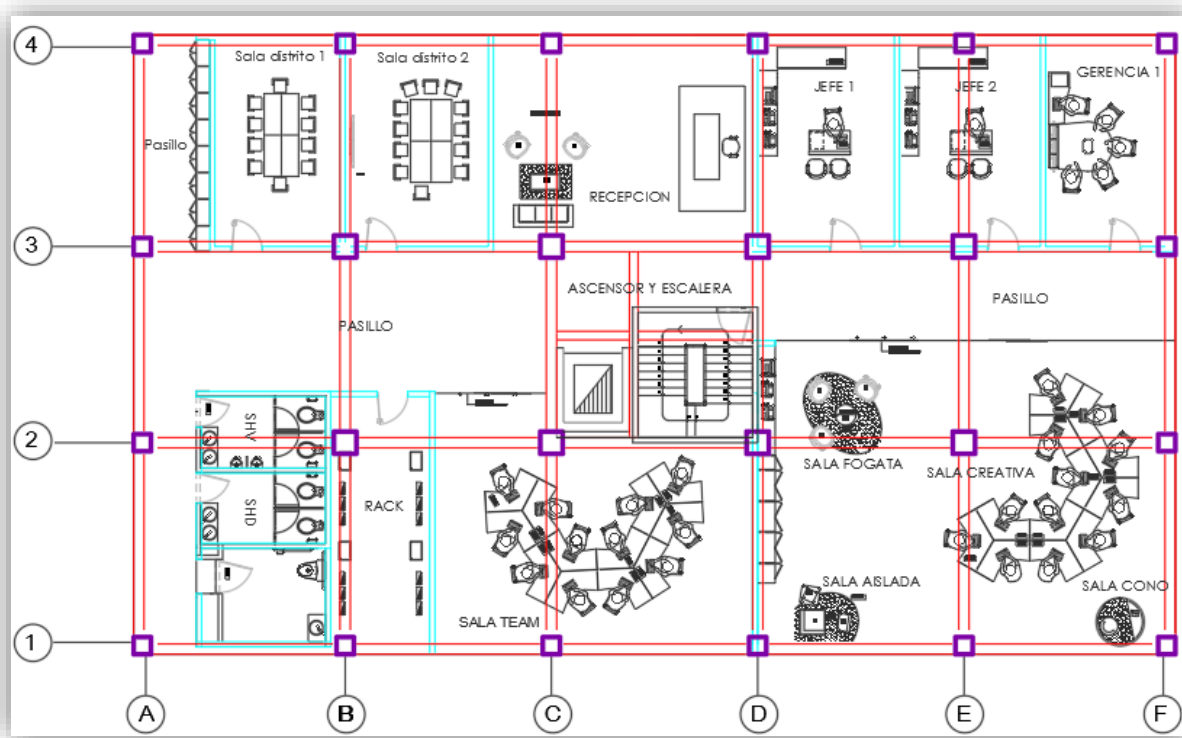 4
Sala distrito 1
Sala distrito 2
JEFE 1
JEFE 2
GERENCIA 1
Pasillo
RECEPCION
3
ASCENSOR Y ESCALERA
PASILLO
PASILLO
SHV
2
SALA FOGATA
SALA CREATIVA
RACK
SHD
SALA AISLADA
SALA CONO
SALA TEAM
1
A
B
C
D
E
F